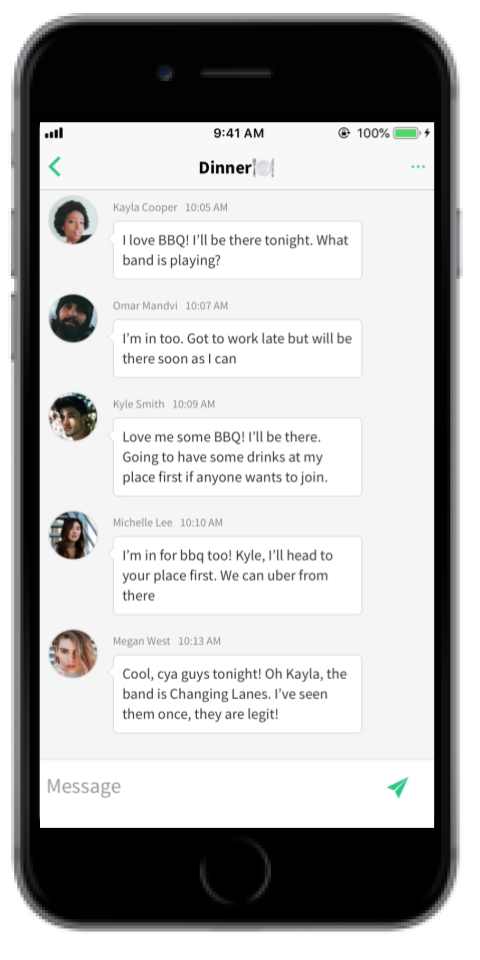 9:41 AM 100%
Dinner🍽
Kayla Cooper 10:05 AM
I love BBQ! I’ll be there tonight. What
band is playing?
Omar Mandvi 10:07 AM
I’m in too. Got to work late but will be
there soon as I can
Kyle Smith 10:09 AM
Love me some BBQ! I’ll be there.
Going to have some drinks at my
place first if anyone wants to join.
Michelle Lee 10:10 AM
I’m in for bbq too! Kyle, I’ll head to
your place first. We can uber from
there
Megan West 10:13 AM
Cool, cya guys tonight! Oh Kayla, the
band is Changing Lanes. I’ve seen
them once, they are legit!
Message